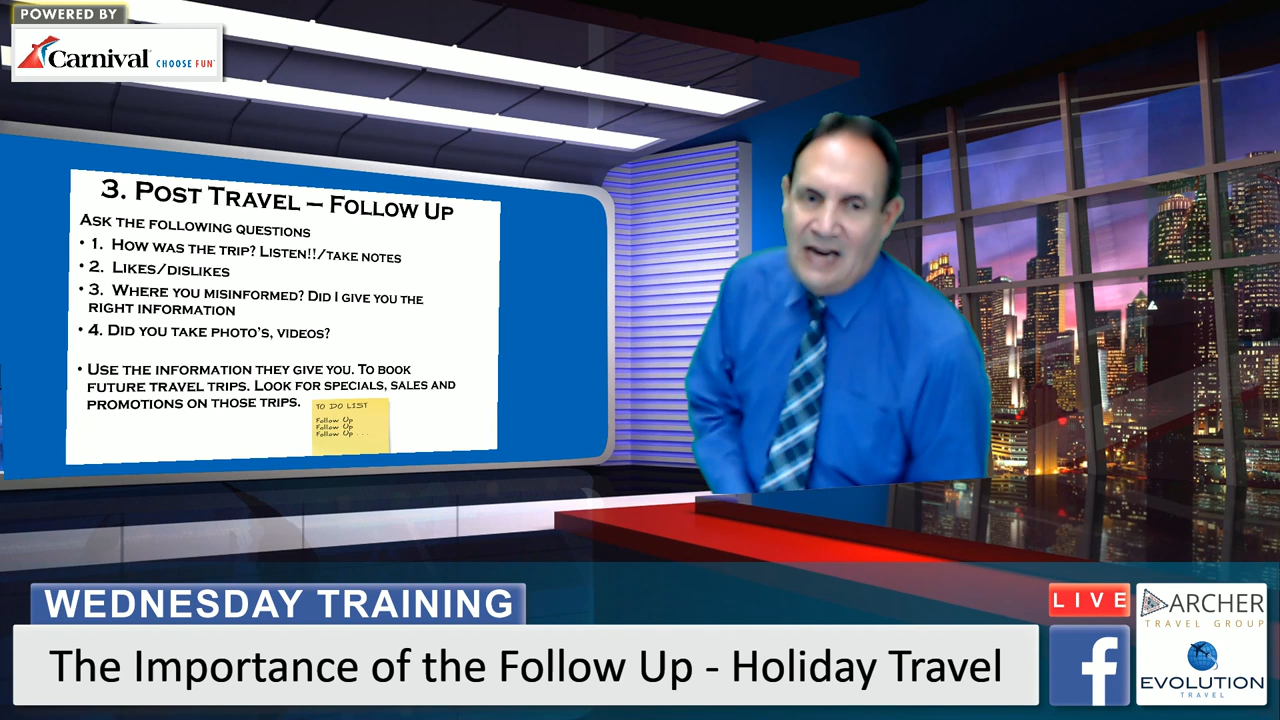 POWERED BY
Carnival CHOOSE FUN
3. POST TRAVEL – FOLLOW UP
ASK THE FOLLOWING QUESTIONS
• 1. HOW WAS THE TRIP? LISTEN!!/TAKE NOTES
• 2. LIKES/DISLIKES
• 3. WHERE YOU MISINFORMED? DID I GIVE YOU THE
RIGHT INFORMATION
• 4. DID YOU TAKE PHOTO'S, VIDEOS?
• USE THE INFORMATION THEY GIVE YOU. TO BOOK
FUTURE TRAVEL TRIPS. LOOK FOR SPECIALS, SALES AND
PROMOTIONS ON THOSE TRIPS.
TO DO LIST
Follow Up
Follow Up
Follow Up . . .
WEDNESDAY TRAINING
The Importance of the Follow Up - Holiday Travel
LIVE
f
ARCHER
TRAVEL GROUP
EVOLUTION
TRAVEL